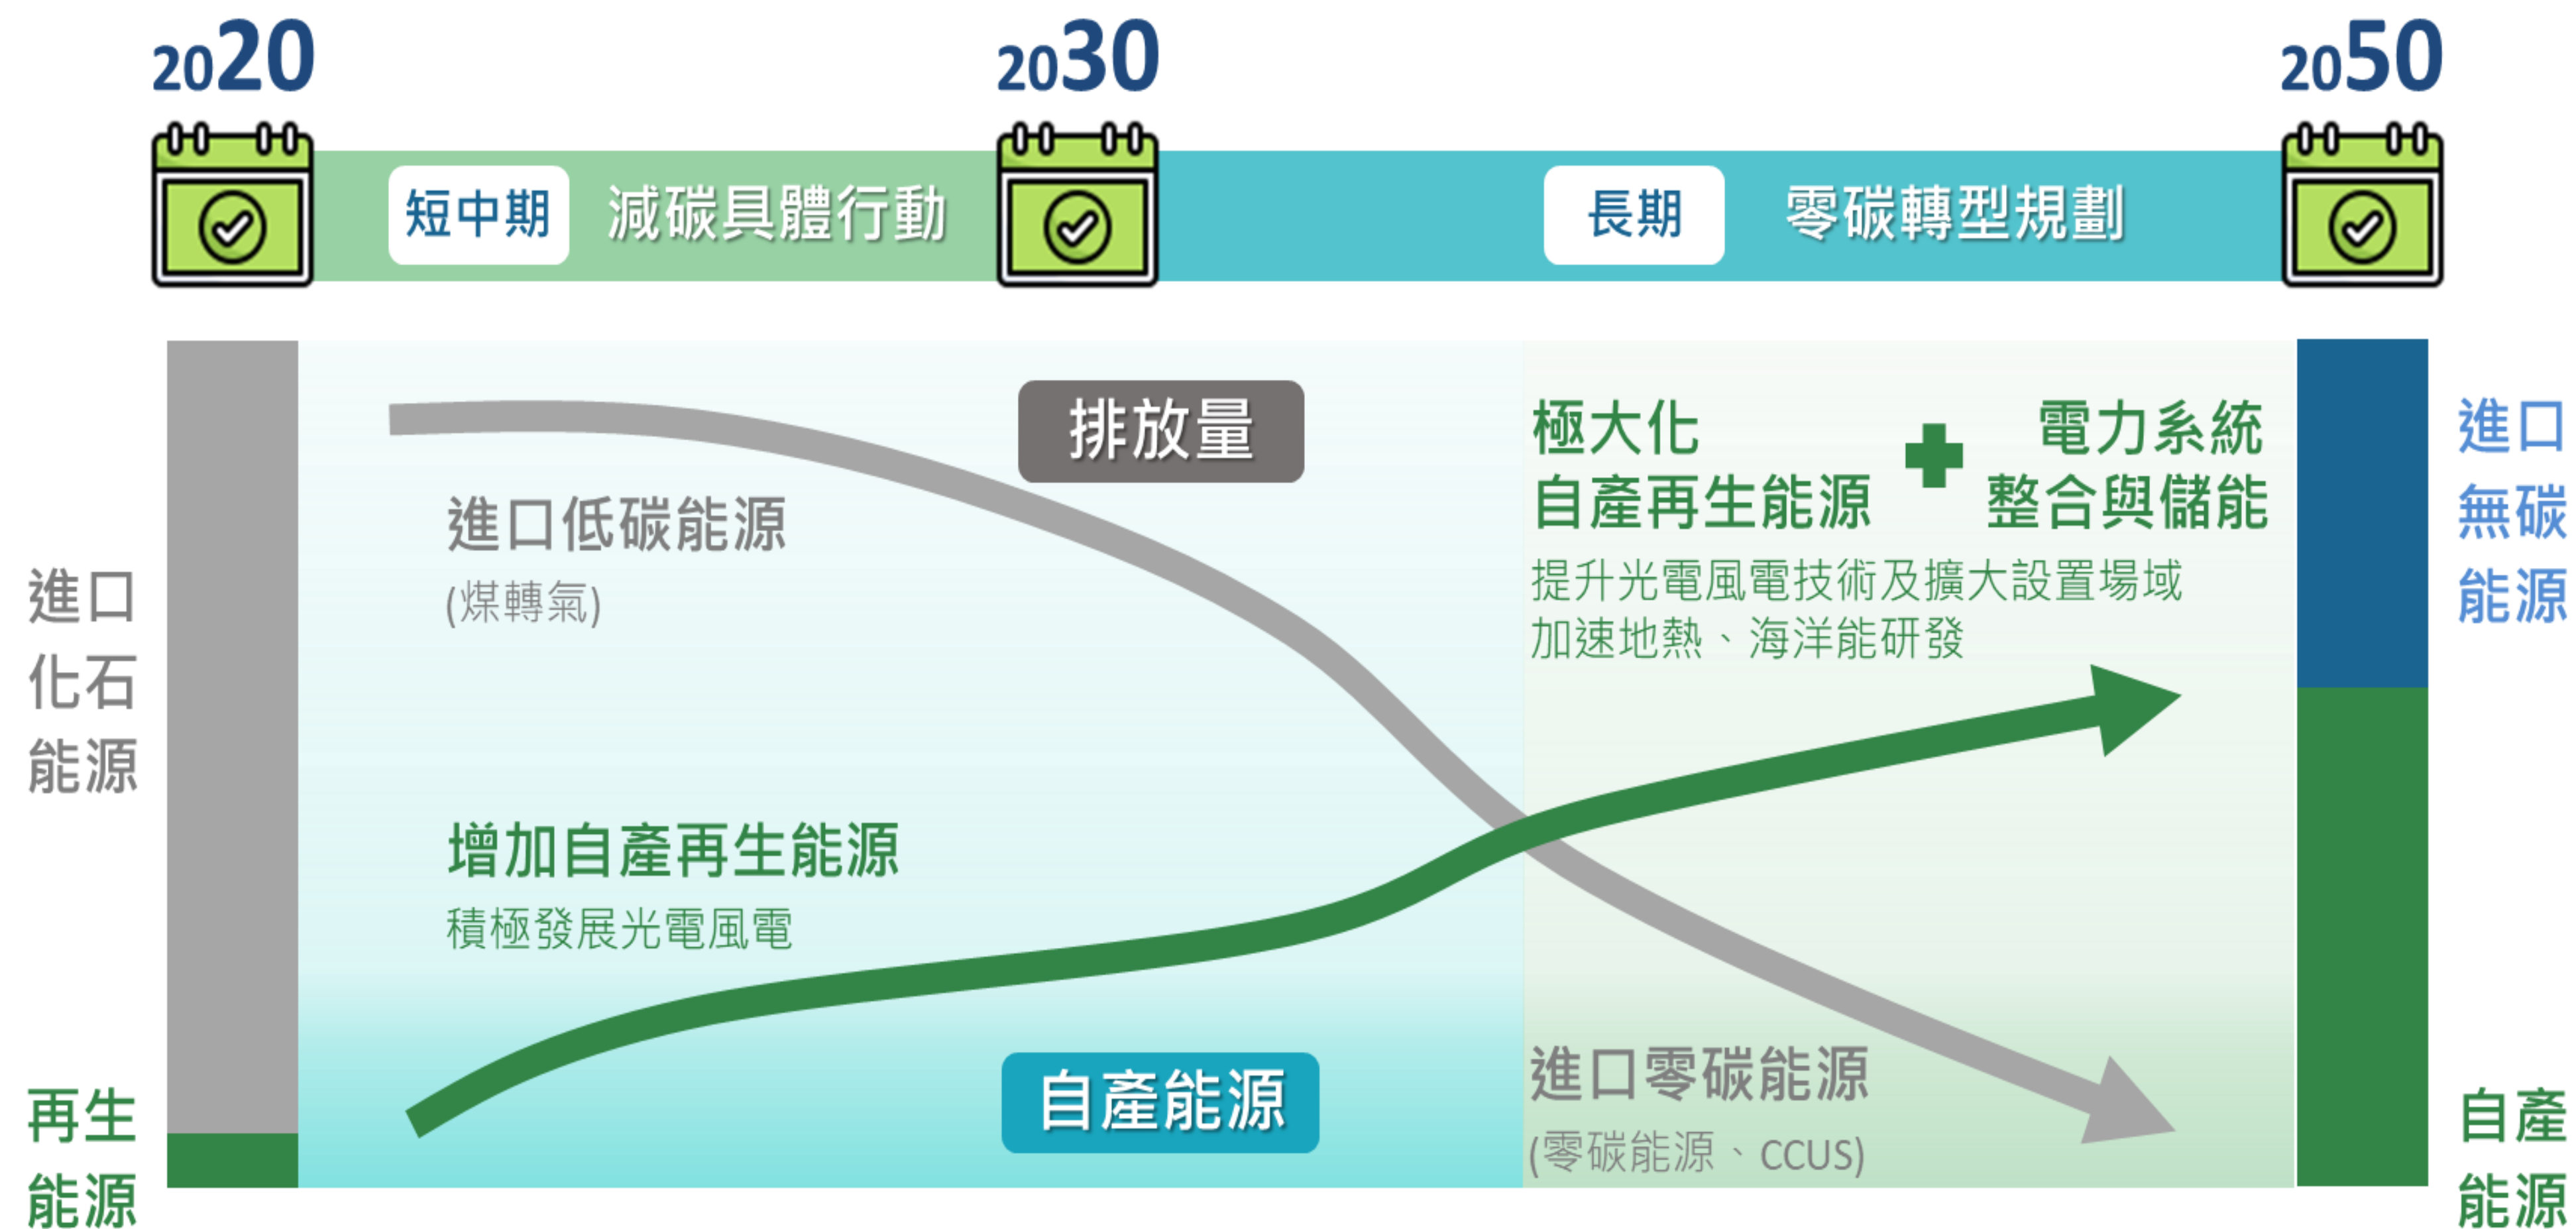 2020
2030
2050
短中期
減碳具體行動
長期
零碳轉型規劃
進口
化石
能源
再生
能源
排放量
進口低碳能源
(煤轉氣)
增加自產再生能源
積極發展光電風電
自產能源
極大化
自產再生能源
電力系統
整合與儲能
提升光電風電技術及擴大設置場域
加速地熱、海洋能研發
進口零碳能源
(零碳能源、CCUS)
進口
無碳
能源
自產
能源